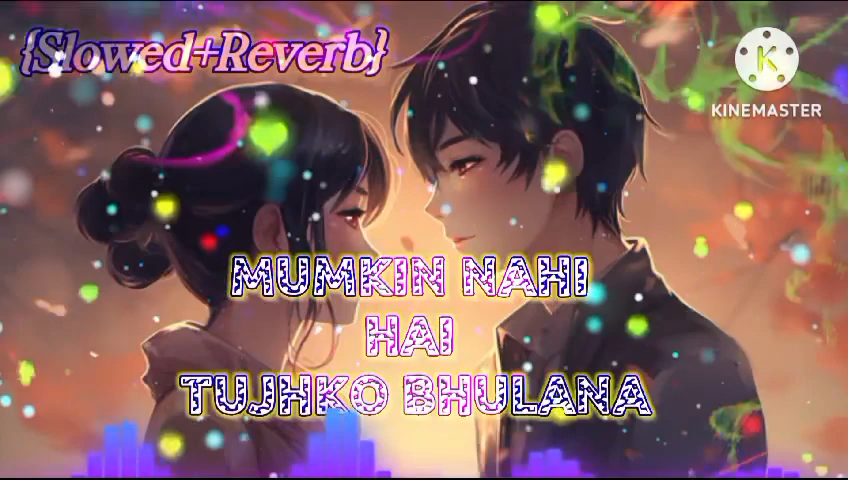 {Slowed+Reverb}
K
KINEMASTER
MUMKIN NAHI
HAI
TUJHKO BHULANA